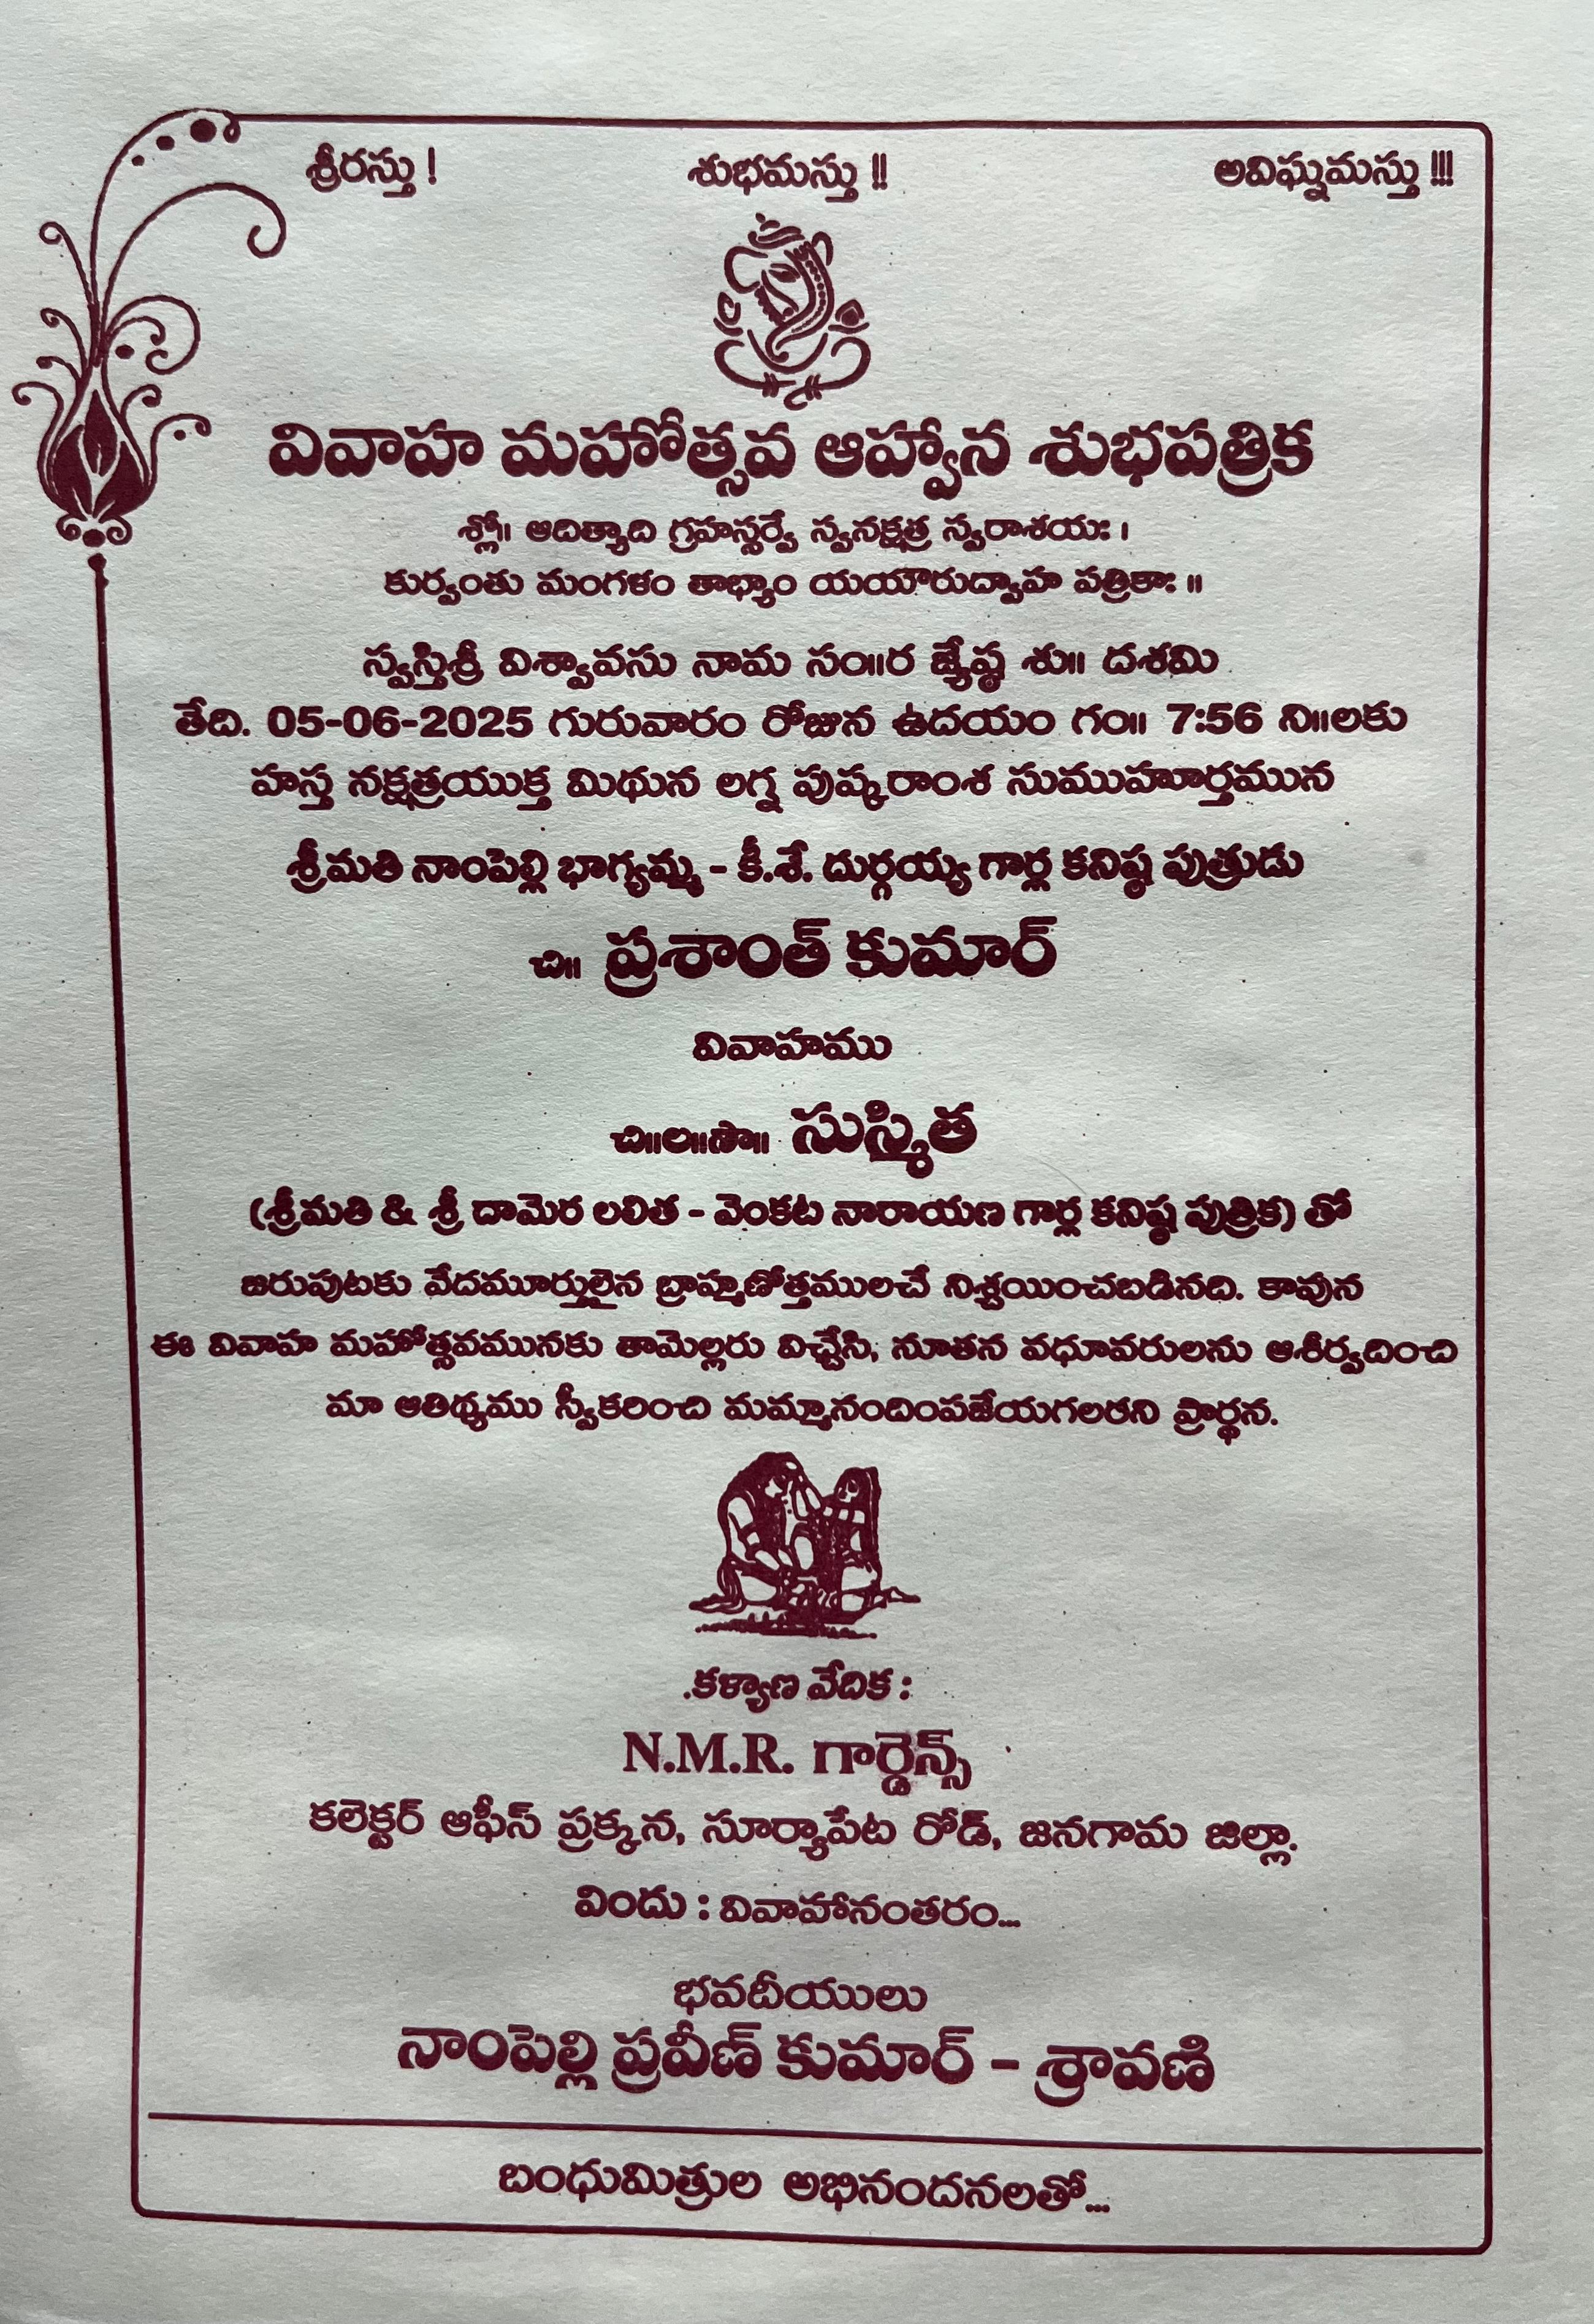 శ్రీరస్తు ! శుభమస్తు !! అవిఘ్నమస్తు !!!
వివాహ మహోత్సవ ఆహ్వాన శుభపత్రిక
శ్లో॥ ఆదిత్యాది గ్రహస్సర్వే స్వనక్షత్ర స్వరాశయః ।
కుర్వంతు మంగళం తాభ్యాం యయోరుద్వాహ పత్రికాః ॥
స్వస్తిశ్రీ విశ్వావసు నామ సం॥ర జ్యేష్ఠ శు॥ దశమి
తేది. 05-06-2025 గురువారం రోజున ఉదయం గం॥ 7:56 ని॥లకు
హస్త నక్షత్రయుక్త మిథున లగ్న పుష్కరాంశ సుముహూర్తమున
శ్రీమతి నాంపెల్లి భాగ్యమ్మ - కీ.శే. దుర్గయ్య గార్ల కనిష్ఠ పుత్రుడు
చి॥ ప్రశాంత్ కుమార్
వివాహము
చి॥ల॥సౌ॥ సుస్మిత
(శ్రీమతి & శ్రీ దామెర లలిత - వెంకట నారాయణ గార్ల కనిష్ఠ పుత్రిక) తో
జరుపుటకు వేదమూర్తులైన బ్రాహ్మణోత్తములచే నిశ్చయించబడినది. కావున
ఈ వివాహ మహోత్సవమునకు తామెల్లరు విచ్చేసి, నూతన వధూవరులను ఆశీర్వదించి
మా ఆతిథ్యము స్వీకరించి మమ్మానందింపజేయగలరని ప్రార్థన.
.కళ్యాణ వేదిక :
N.M.R. గార్డెన్స్
కలెక్టర్ ఆఫీస్ ప్రక్కన, సూర్యాపేట రోడ్, జనగామ జిల్లా.
విందు : వివాహానంతరం...
భవదీయులు
నాంపెల్లి ప్రవీణ్ కుమార్ - శ్రావణి
బంధుమిత్రుల అభినందనలతో...